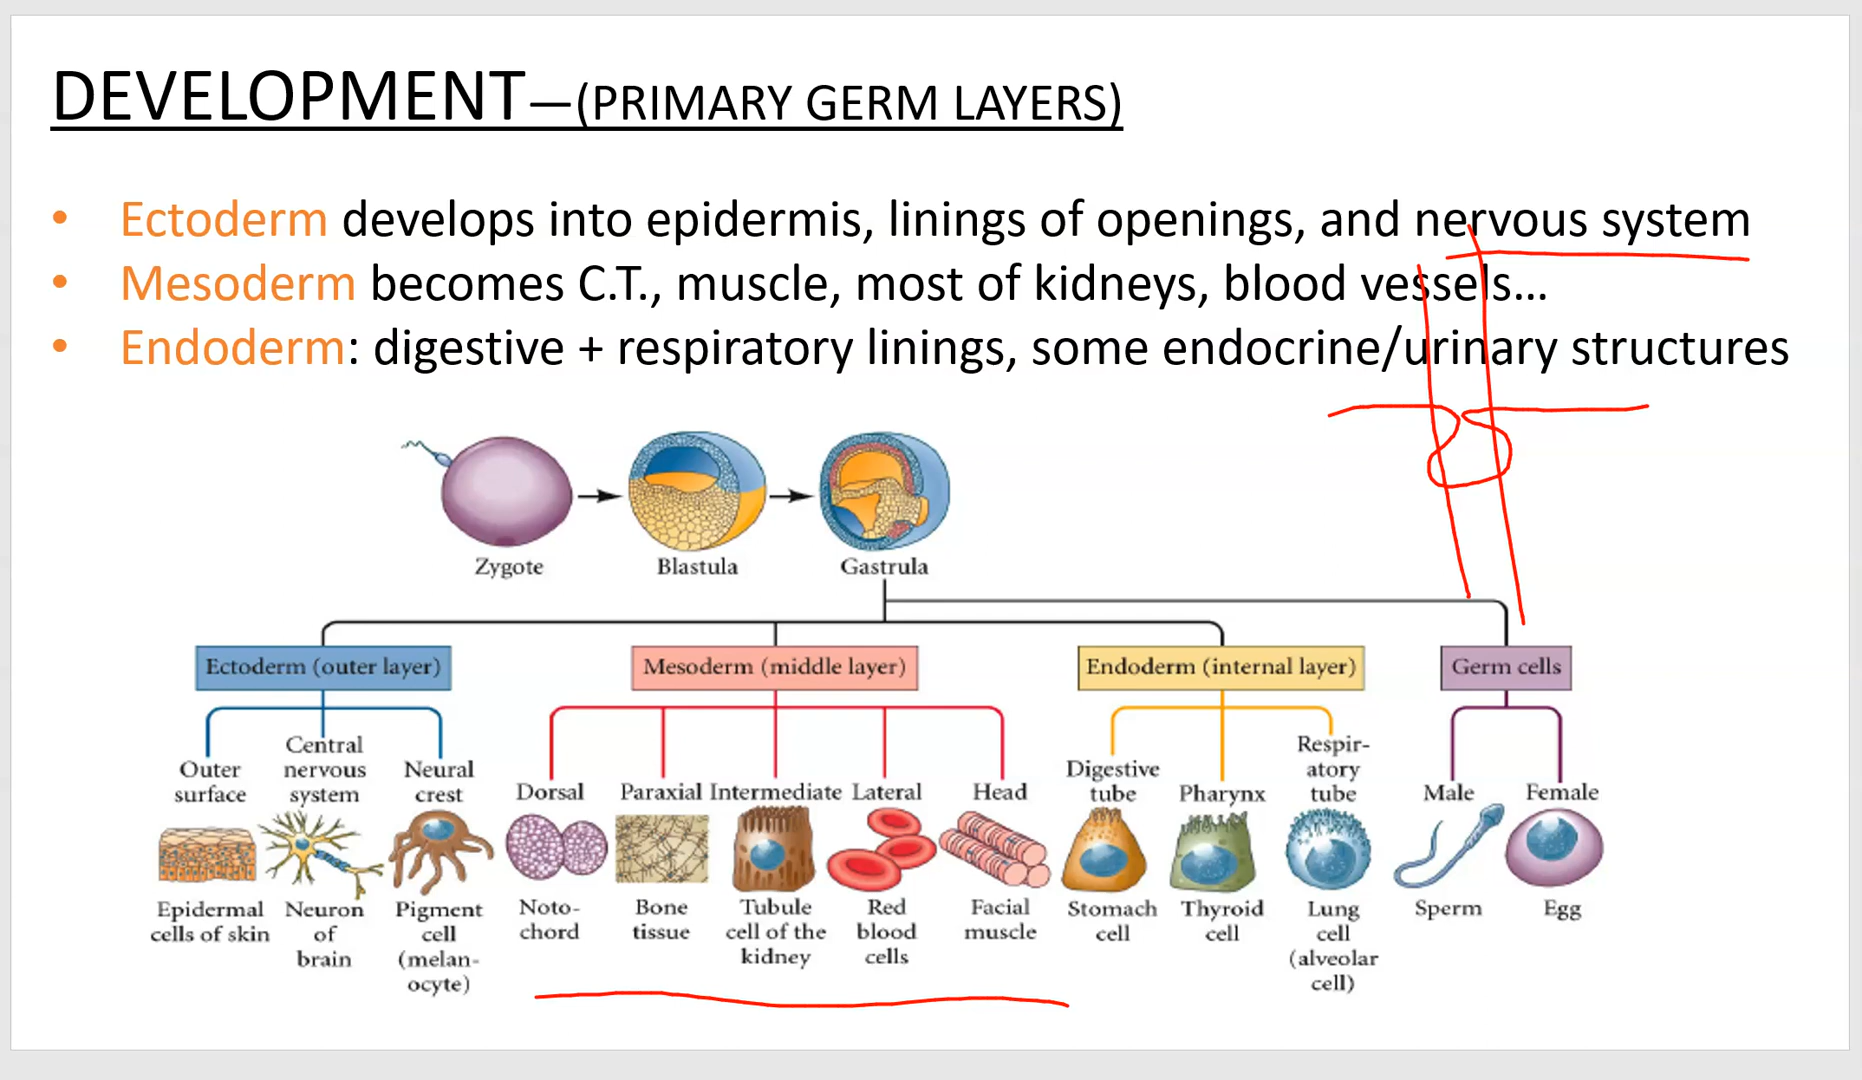 DEVELOPMENT—(PRIMARY GERM LAYERS)
• Ectoderm develops into epidermis, linings of openings, and nervous system
• Mesoderm becomes C.T., muscle, most of kidneys, blood vessels...
• Endoderm: digestive + respiratory linings, some endocrine/urinary structures
Zygote
Blastula
Gastrula
Ectoderm (outer layer)
Mesoderm (middle layer)
Endoderm (internal layer)
Germ cells
Outer
surface
Central
nervous
system
Neural
crest
Dorsal
Paraxial
Intermediate
Lateral
Head
Digestive
tube
Pharynx
Respir-
atory
tube
Male
Female
Epidermal
cells of skin
Neuron
of
brain
Pigment
cell
(melan-
ocyte)
Noto-
chord
Bone
tissue
Tubule
cell of the
kidney
Red
blood
cells
Facial
muscle
Stomach
cell
Thyroid
cell
Lung
cell
(alveolar
cell)
Sperm
Egg